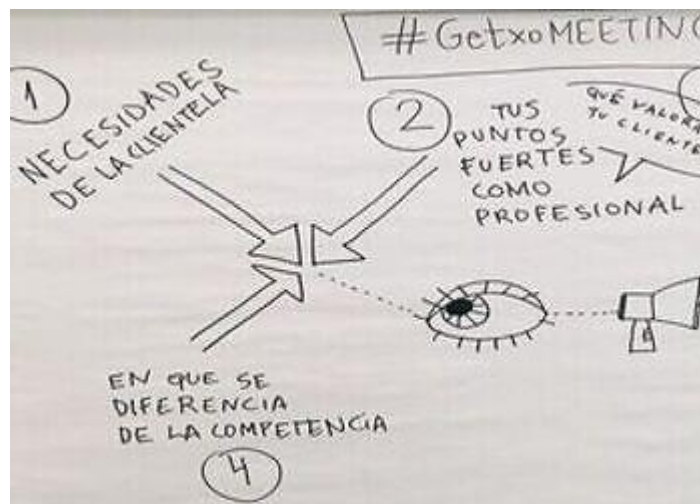 #GetxoMEETING
1
NECESIDADES
DE LA CLIENTELA
2
TUS
PUNTOS
FUERTES
COMO
PROFESIONAL
QUÉ VALORA
TU CLIENTE
EN QUE SE
DIFERENCIA
DE LA COMPETENCIA
4